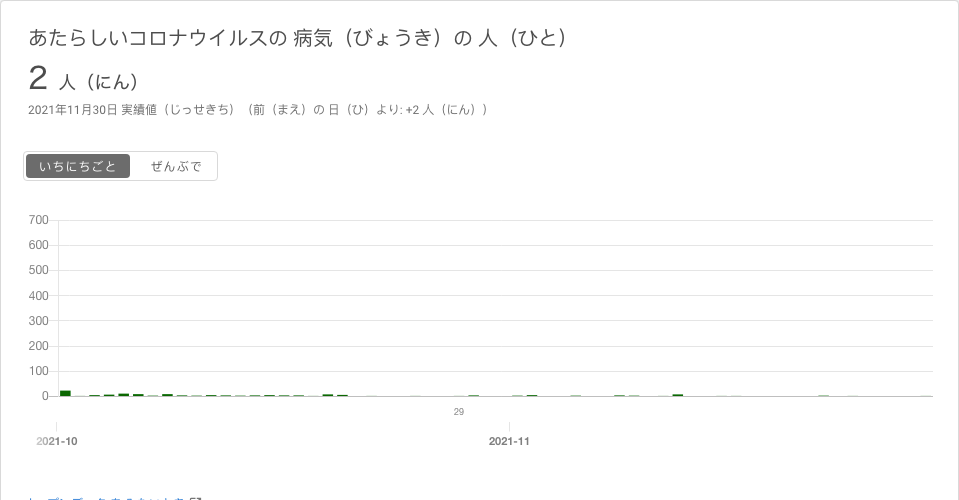 あたらしいコロナウイルスの 病気（びょうき）の 人（ひと）
2 人（にん）
2021年11月30日 実績値（じっせきち）（前（まえ）の 日（ひ）より: +2 人（にん））
いちにちごと ぜんぶで
700
600
500
400
300
200
100
0
29
2021-10 2021-11